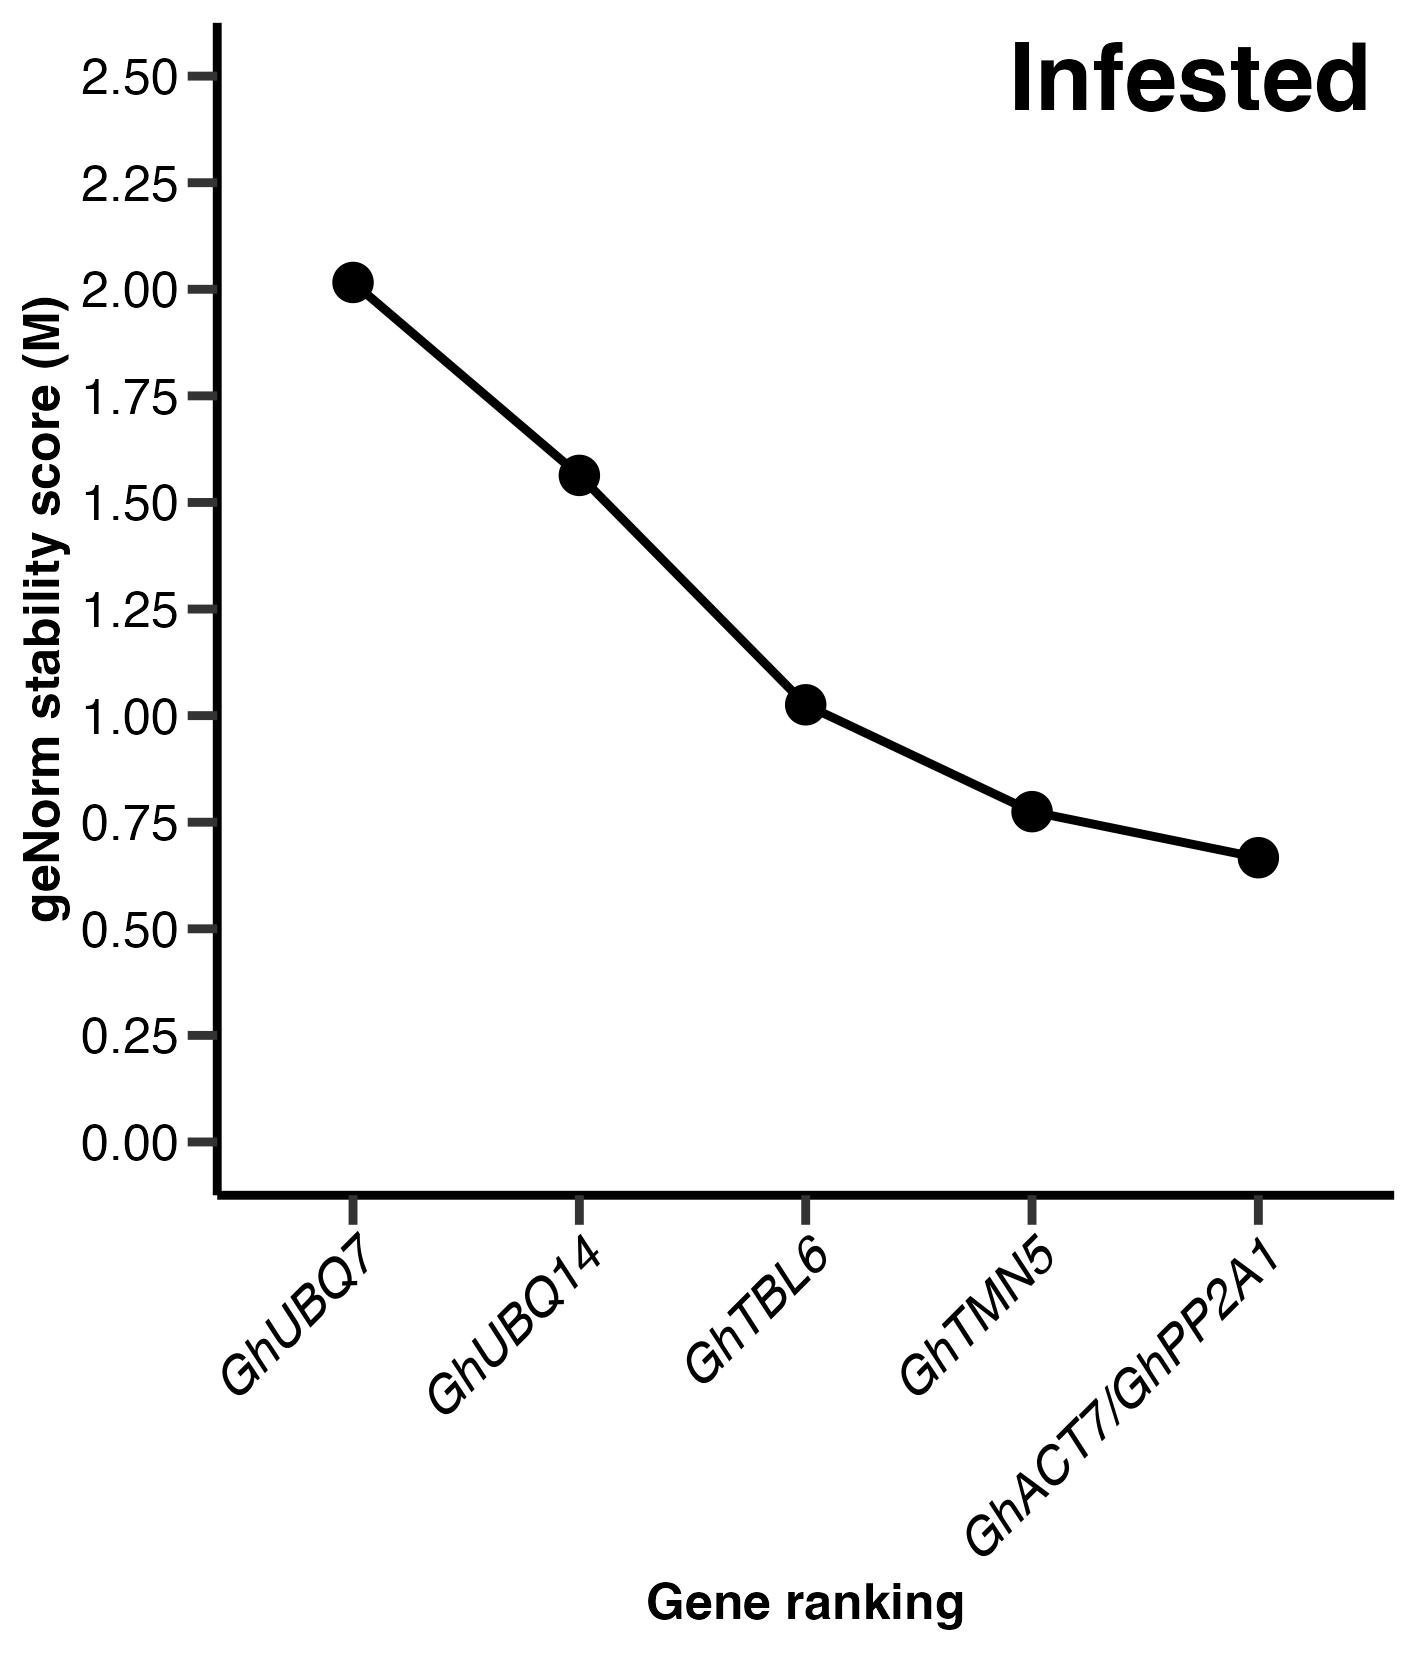 Infested
geNorm stability score (M)
2.50
2.25
2.00
1.75
1.50
1.25
1.00
0.75
0.50
0.25
0.00
GhUBQ7
GhUBQ14
GhTBL6
GhTMN5
GhACT7/GhPP2A1
Gene ranking